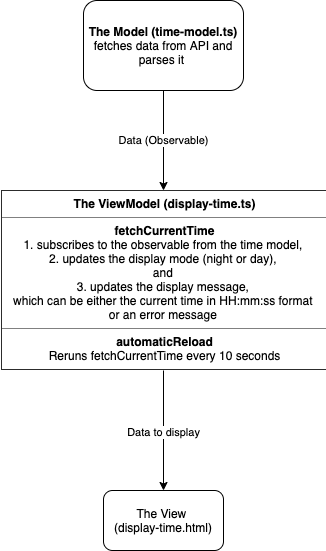 The Model (time-model.ts)
fetches data from API and
parses it
Data (Observable)
The ViewModel (display-time.ts)
fetchCurrentTime
1. subscribes to the observable from the time model,
2. updates the display mode (night or day),
and
3. updates the display message,
which can be either the current time in HH:mm:ss format
or an error message
automaticReload
Reruns fetchCurrentTime every 10 seconds
Data to display
The View
(display-time.html)